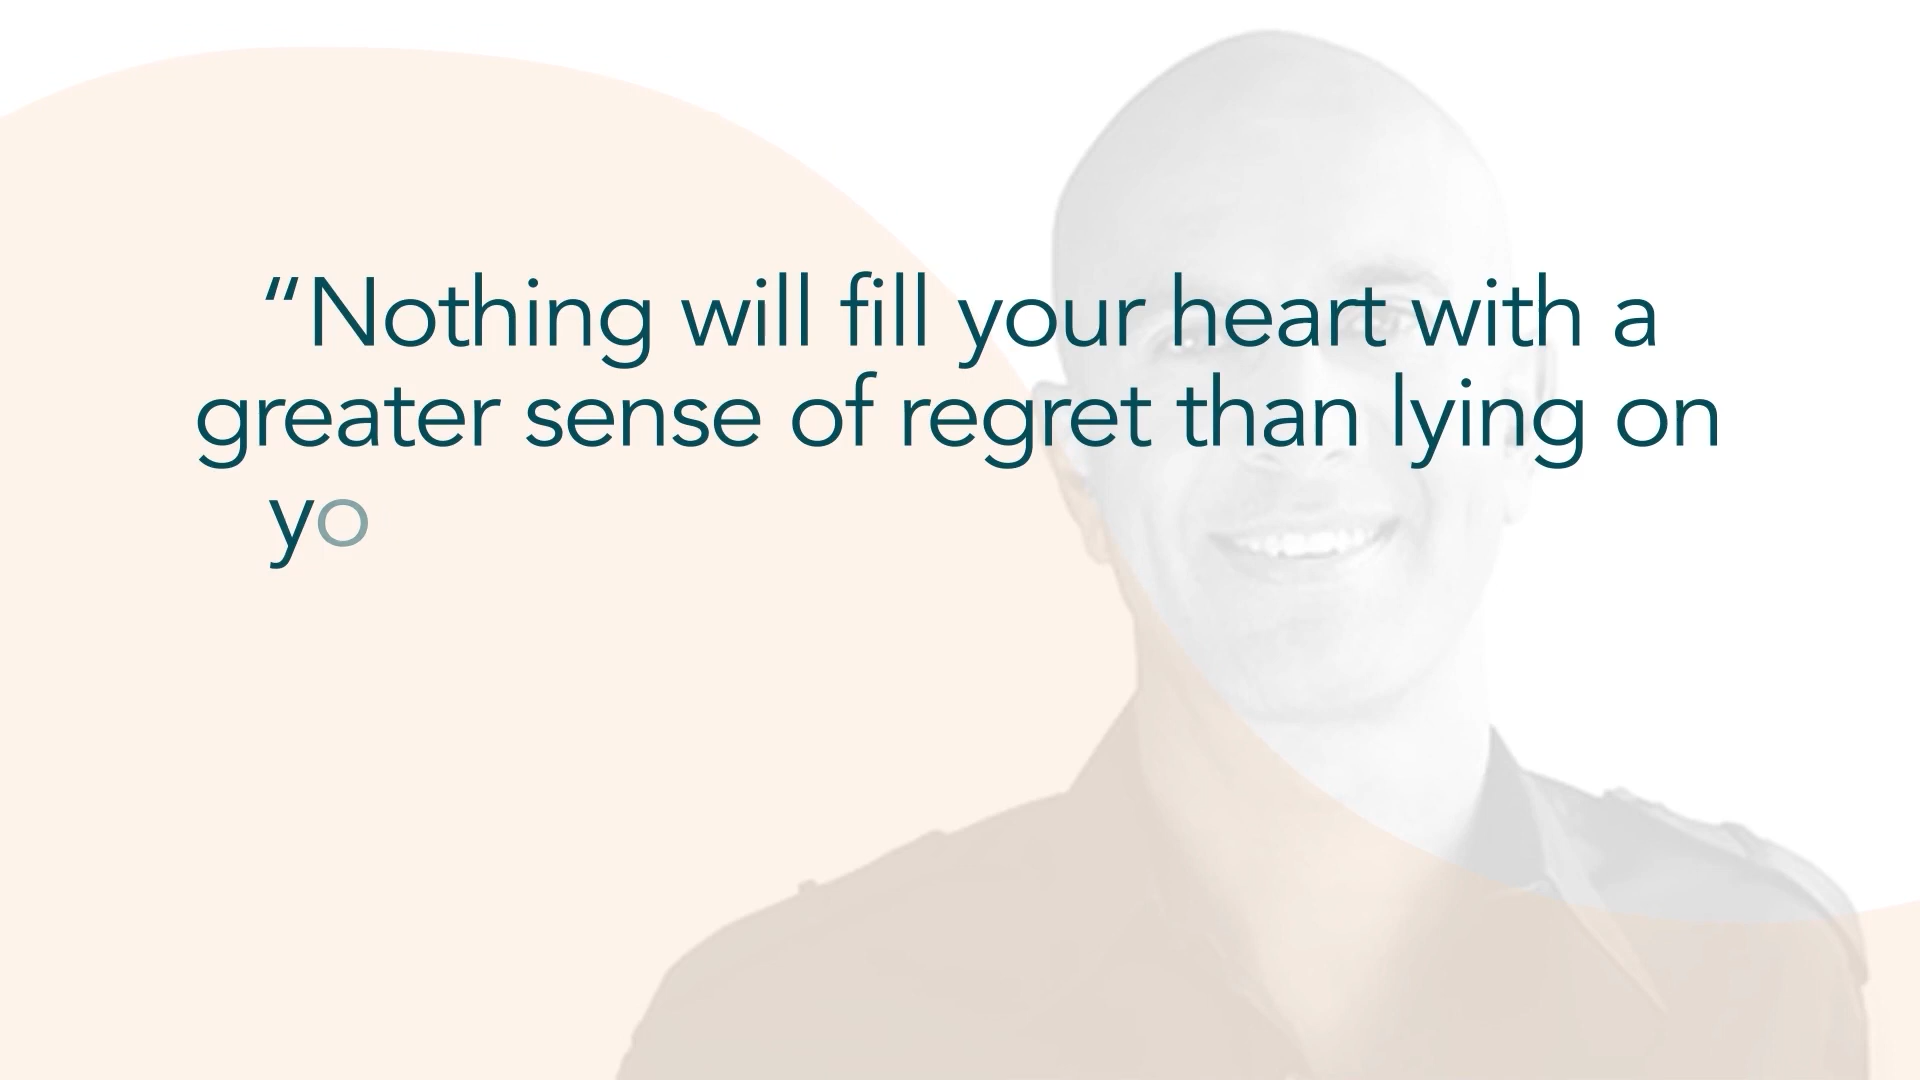 “Nothing will fill your heart with a
greater sense of regret than lying on
yo